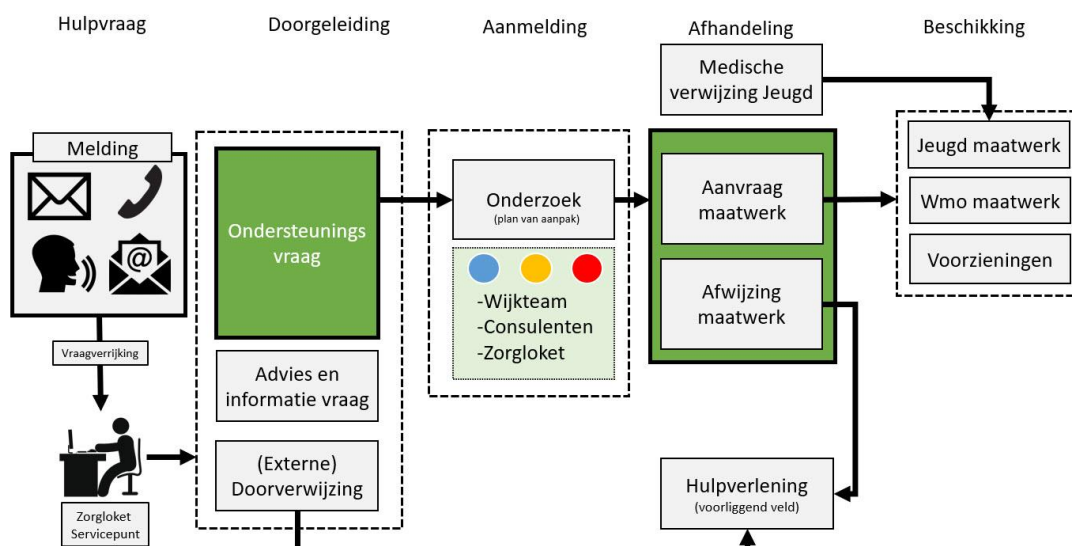 Hulpvraag
Doorgeleiding
Aanmelding
Afhandeling
Beschikking
Melding
@
Vraagverrijking
Zorgloket
Servicepunt
Ondersteunings
vraag
Advies en
informatie vraag
(Externe)
Doorverwijzing
Onderzoek
(plan van aanpak)
-Wijkteam
-Consulenten
-Zorgloket
Medische
verwijzing Jeugd
Aanvraag
maatwerk
Afwijzing
maatwerk
Hulpverlening
(voorliggend veld)
Jeugd maatwerk
Wmo maatwerk
Voorzieningen